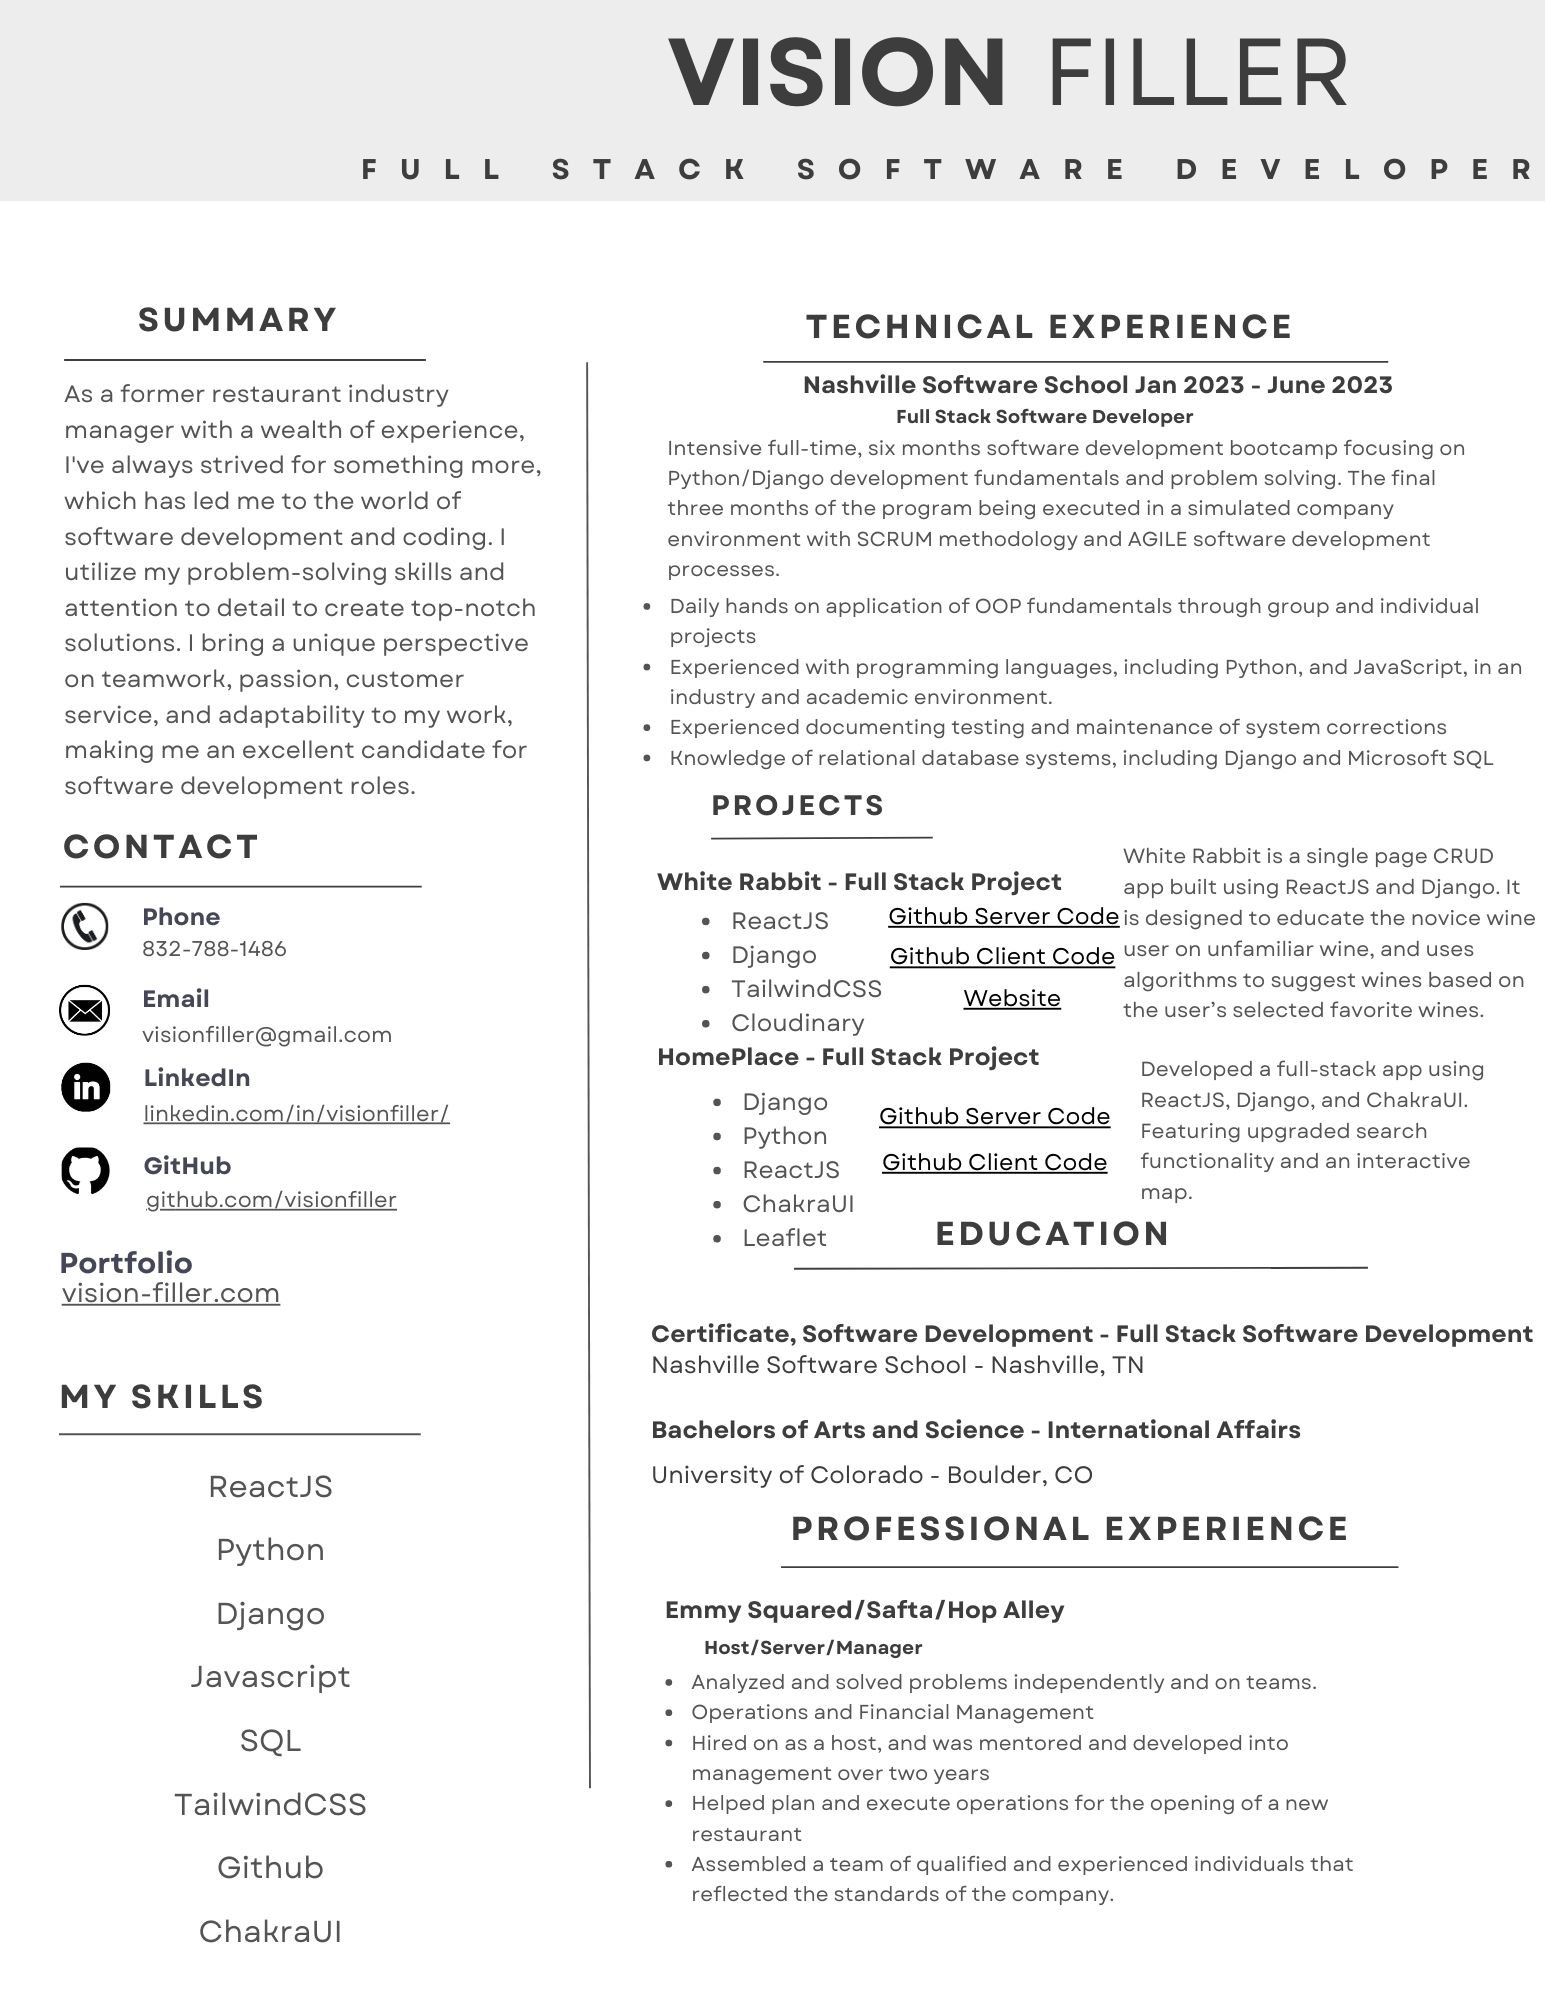 VISION FILLER
FULL STACK SOFTWARE DEVELOPER
SUMMARY
As a former restaurant industry
manager with a wealth of experience,
I've always strived for something more,
which has led me to the world of
software development and coding. I
utilize my problem-solving skills and
attention to detail to create top-notch
solutions. I bring a unique perspective
on teamwork, passion, customer
service, and adaptability to my work,
making me an excellent candidate for
software development roles.
CONTACT
Phone
832-788-1486
Email
visionfiller@gmail.com
LinkedIn
linkedin.com/in/visionfiller/
GitHub
github.com/visionfiller
Portfolio
vision-filler.com
MY SKILLS
ReactJS
Python
Django
Javascript
SQL
TailwindCSS
Github
ChakraUI
TECHNICAL EXPERIENCE
Nashville Software School Jan 2023 - June 2023
Full Stack Software Developer
Intensive full-time, six months software development bootcamp focusing on
Python/Django development fundamentals and problem solving. The final
three months of the program being executed in a simulated company
environment with SCRUM methodology and AGILE software development
processes.
• Daily hands on application of OOP fundamentals through group and individual
projects
• Experienced with programming languages, including Python, and JavaScript, in an
industry and academic environment.
• Experienced documenting testing and maintenance of system corrections
• Knowledge of relational database systems, including Django and Microsoft SQL
PROJECTS
White Rabbit - Full Stack Project
• ReactJS
• Django
• TailwindCSS
• Cloudinary
Github Server Code
Github Client Code
Website
White Rabbit is a single page CRUD
app built using ReactJS and Django. It
is designed to educate the novice wine
user on unfamiliar wine, and uses
algorithms to suggest wines based on
the user’s selected favorite wines.
HomePlace - Full Stack Project
• Django
• Python
• ReactJS
• ChakraUI
• Leaflet
Github Server Code
Github Client Code
Developed a full-stack app using
ReactJS, Django, and ChakraUI.
Featuring upgraded search
functionality and an interactive
map.
EDUCATION
Certificate, Software Development - Full Stack Software Development
Nashville Software School - Nashville, TN
Bachelors of Arts and Science - International Affairs
University of Colorado - Boulder, CO
PROFESSIONAL EXPERIENCE
Emmy Squared/Safta/Hop Alley
Host/Server/Manager
• Analyzed and solved problems independently and on teams.
• Operations and Financial Management
• Hired on as a host, and was mentored and developed into
management over two years
• Helped plan and execute operations for the opening of a new
restaurant
• Assembled a team of qualified and experienced individuals that
reflected the standards of the company.